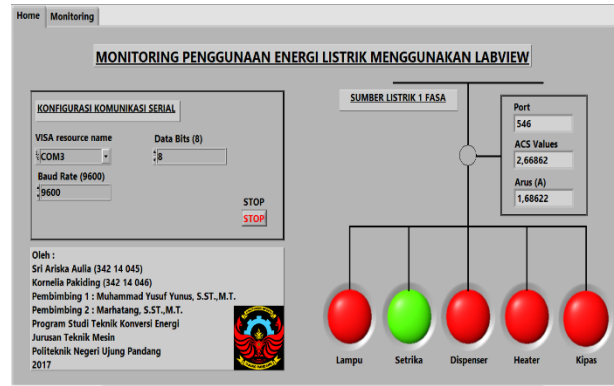 Home Monitoring
MONITORING PENGGUNAAN ENERGI LISTRIK MENGGUNAKAN LABVIEW
KONFIGURASI KOMUNIKASI SERIAL
VISA resource name
COM3
Data Bits (8)
8
Baud Rate (9600)
9600
STOP
STOP
SUMBER LISTRIK 1 FASA
Port
546
ACS Values
2,66862
Arus (A)
1,68622
Oleh :
Sri Ariska Aulia (342 14 045)
Kornelia Pakiding (342 14 046)
Pembimbing 1 : Muhammad Yusuf Yunus, S.ST.,M.T.
Pembimbing 2 : Marhatang, S.ST.,M.T.
Program Studi Teknik Konversi Energi
Jurusan Teknik Mesin
Politeknik Negeri Ujung Pandang
2017
Lampu Setrika Dispenser Heater Kipas